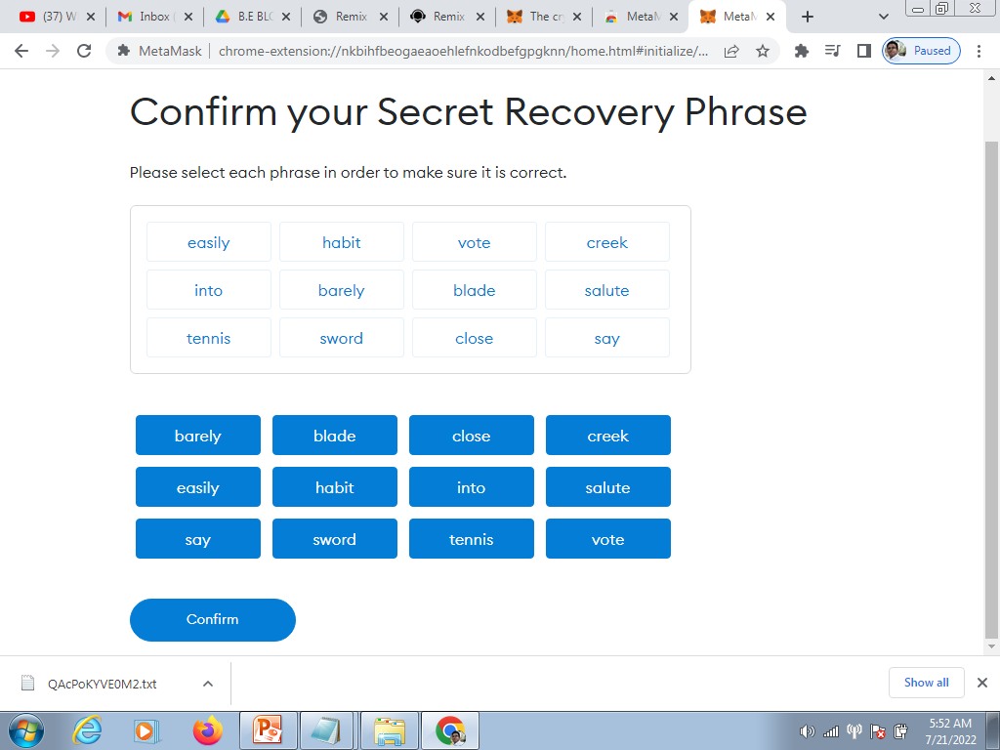 (37) W
Inbox (
B.E BLC
Remix
Remix
The cr
MetaM
MetaM
MetaMask
chrome-extension://nkbihfbeogaeaoehlefnkodbefgpgknn/home.html#initialize/...
Paused
Confirm your Secret Recovery Phrase
Please select each phrase in order to make sure it is correct.
easily habit vote creek
into barely blade salute
tennis sword close say
barely blade close creek
easily habit into salute
say sword tennis vote
Confirm
QAcPoKYVE0M2.txt
Show all
5:52 AM
7/21/2022